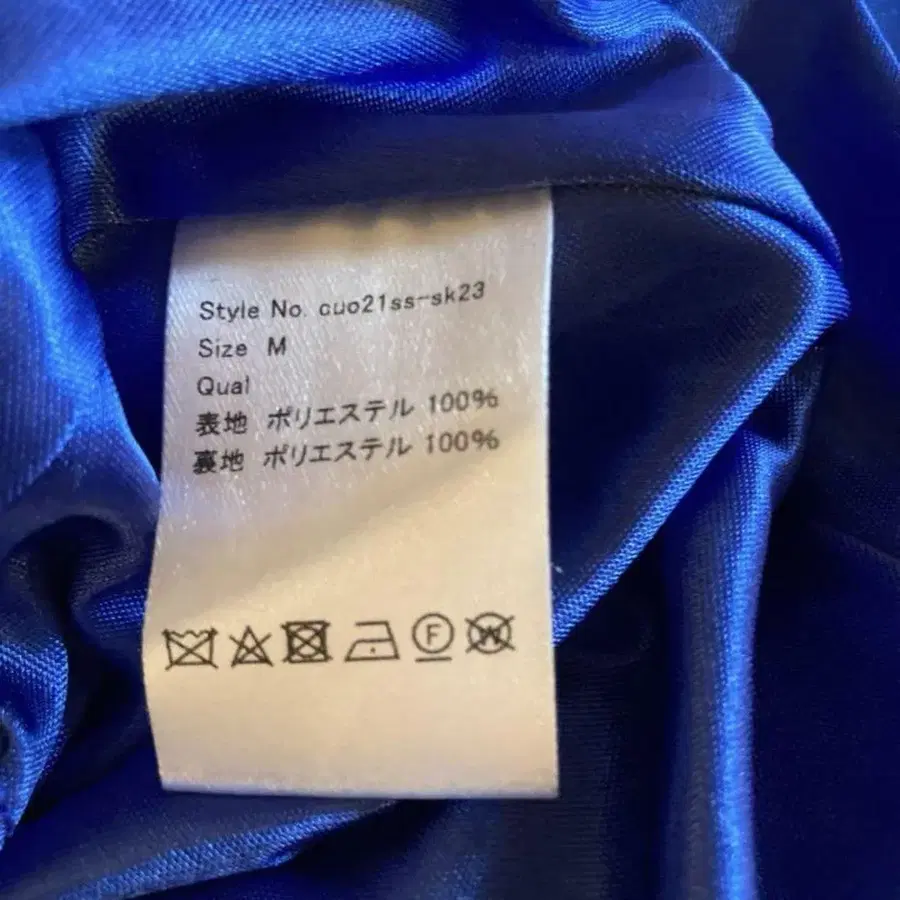 Style No. cuo21ss-sk23
Size M
Qual
表地 ポリエステル 100%
裏地 ポリエステル 100%
F W